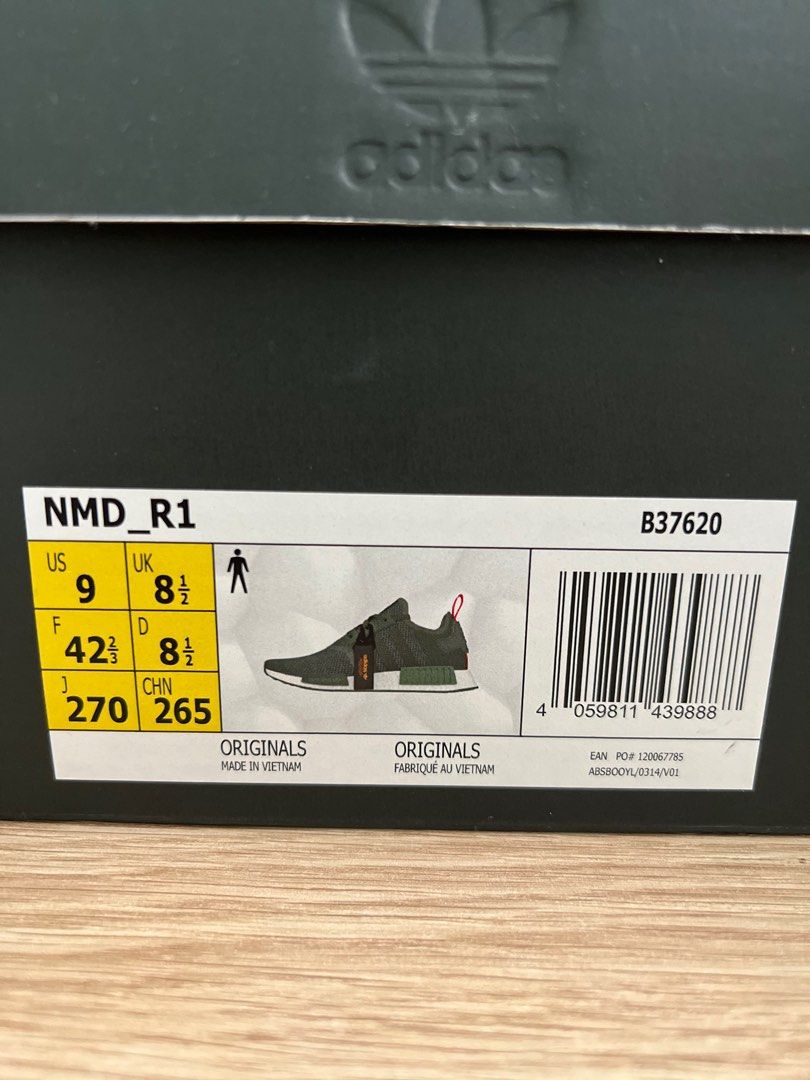 adidas
NMD_R1
B37620
US 9 UK 8½
F 42⅔ D 8½
J 270 CHN 265
adidas
4 059811 439888
ORIGINALS
MADE IN VIETNAM
ORIGINALS
FABRIQUÉ AU VIETNAM
EAN PO# 120067785
ABSBOOYL/0314/V01